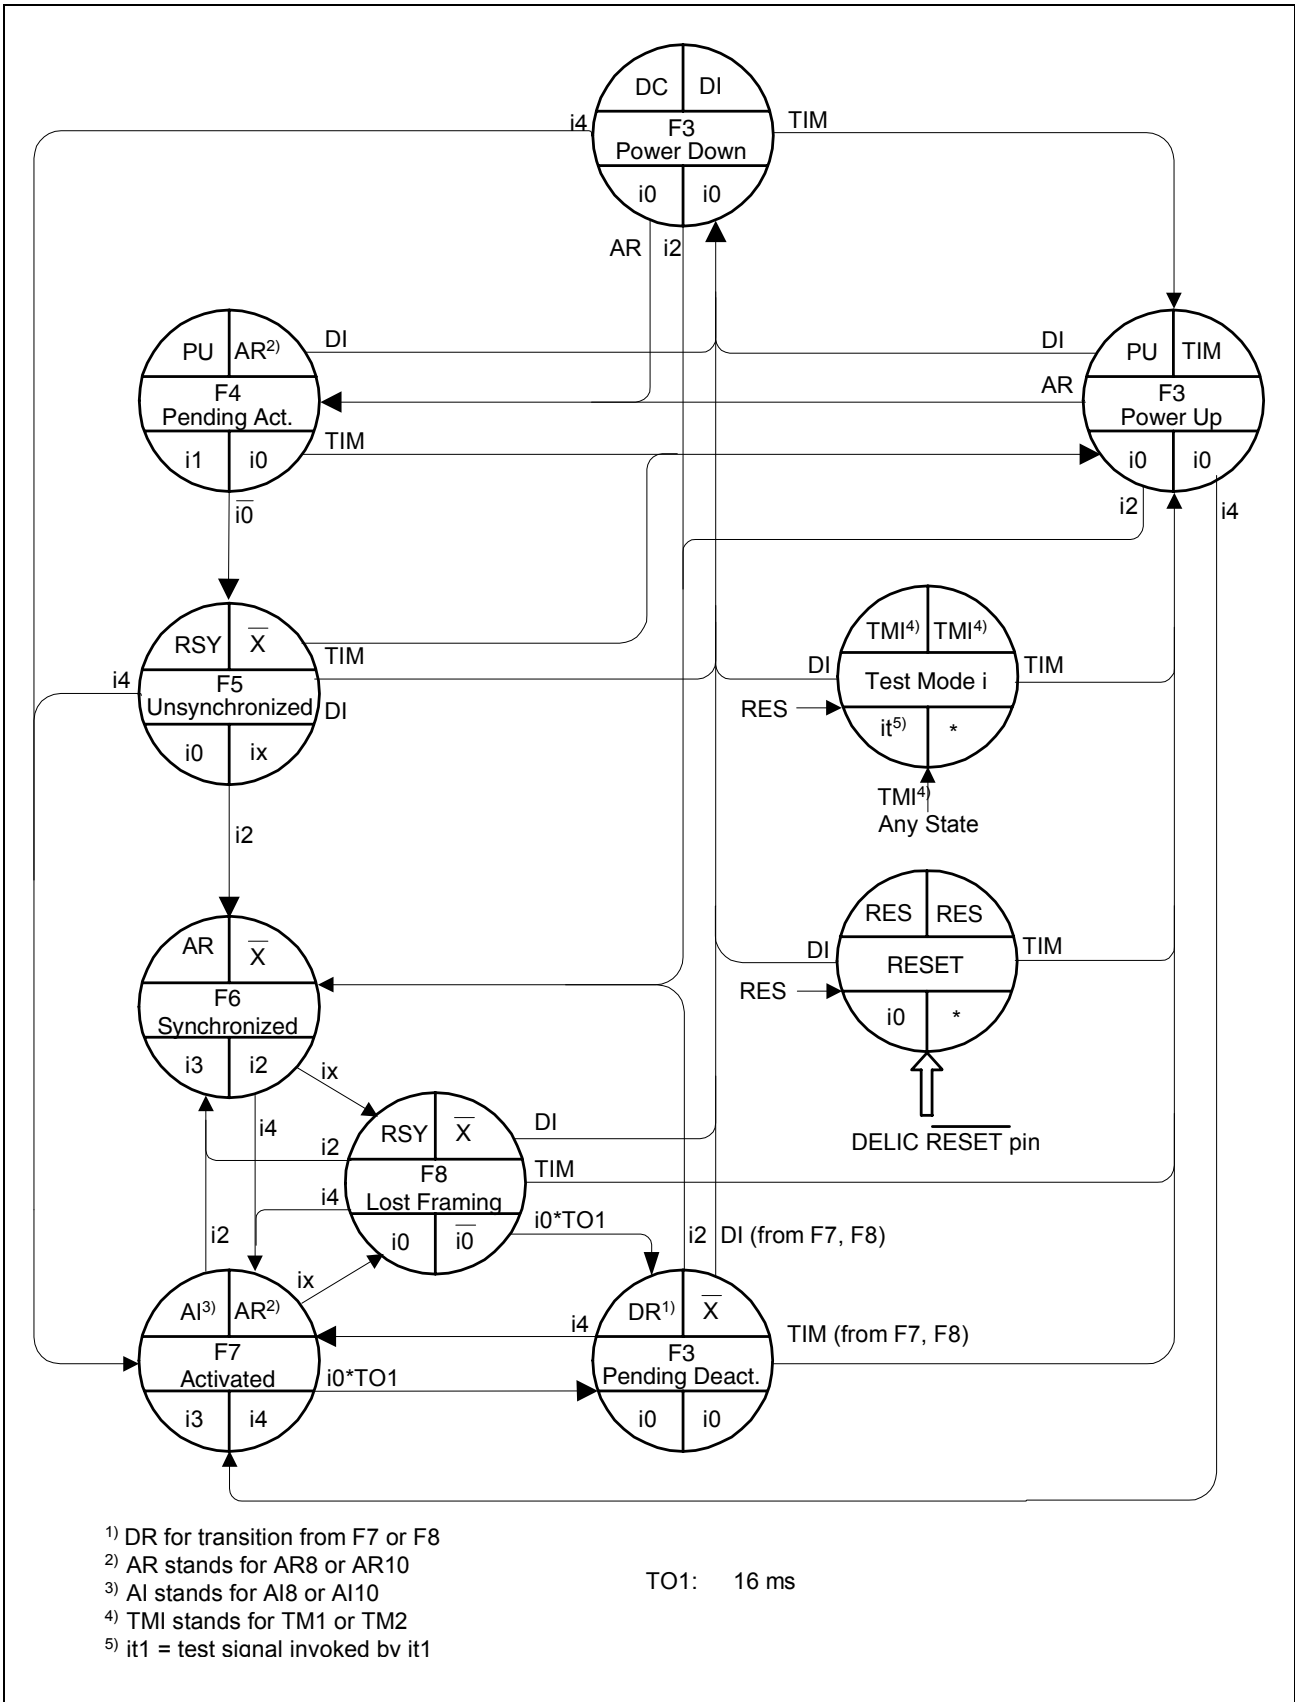 DC DI
i4 F3 TIM
Power Down
i0 i0
AR i2
PU AR2) DI
F4
Pending Act.
TIM
i1 i0
i̅0̅
DI PU TIM
AR F3
Power Up
i0 i0
i2 i4
RSY X̅
TIM
i4 F5
Unsynchronized DI
i0 ix
i2
TMI4) TMI4)
DI Test Mode i TIM
RES
it5) *
TMI4)
Any State
AR X̅
F6
Synchronized
i3 i2
ix
i4
RES RES
DI RESET TIM
RES
i0 *
DELIC R̅E̅S̅E̅T̅ pin
RSY X̅ DI
i2 F8 TIM
Lost Framing
i4 i0*TO1
i0 i̅0̅
i2
ix
i2 DI (from F7, F8)
AI3) AR2)
F7
Activated
i0*TO1
i3 i4
DR1) X̅
i4 TIM (from F7, F8)
F3
Pending Deact.
i0 i0
1) DR for transition from F7 or F8
2) AR stands for AR8 or AR10
3) AI stands for AI8 or AI10
4) TMI stands for TM1 or TM2
5) it1 = test signal invoked by it1
TO1: 16 ms